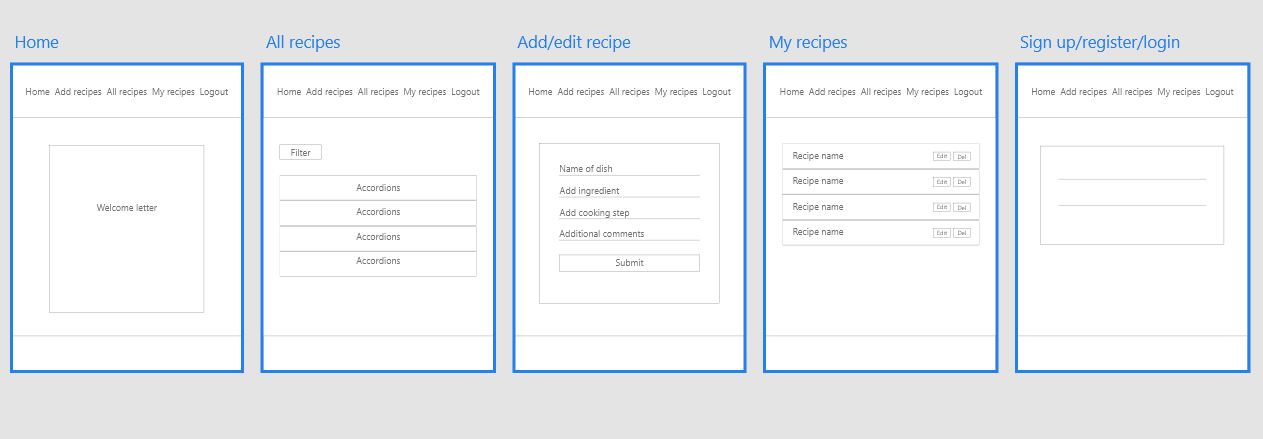 Home
Home Add recipes All recipes My recipes Logout
Welcome letter
All recipes
Home Add recipes All recipes My recipes Logout
Filter
Accordions
Accordions
Accordions
Accordions
Add/edit recipe
Home Add recipes All recipes My recipes Logout
Name of dish
Add ingredient
Add cooking step
Additional comments
Submit
My recipes
Home Add recipes All recipes My recipes Logout
Recipe name Edit Del
Recipe name Edit Del
Recipe name Edit Del
Recipe name Edit Del
Sign up/register/login
Home Add recipes All recipes My recipes Logout